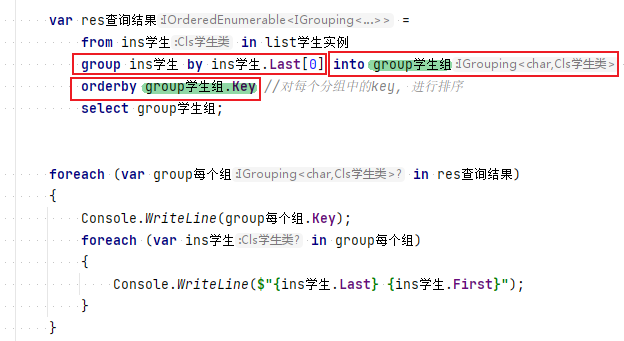 var res查询结果:IOrderedEnumerable<IGrouping<...>> =
from ins学生:Cls学生类 in list学生实例
group ins学生 by ins学生.Last[0] into group学生组:IGrouping<char,Cls学生类>
orderby group学生组.Key //对每个分组中的key, 进行排序
select group学生组;
foreach (var group每个组:IGrouping<char,Cls学生类>? in res查询结果)
{
Console.WriteLine(group每个组.Key);
foreach (var ins学生:Cls学生类? in group每个组)
{
Console.WriteLine($"{ins学生.Last} {ins学生.First}");
}
}